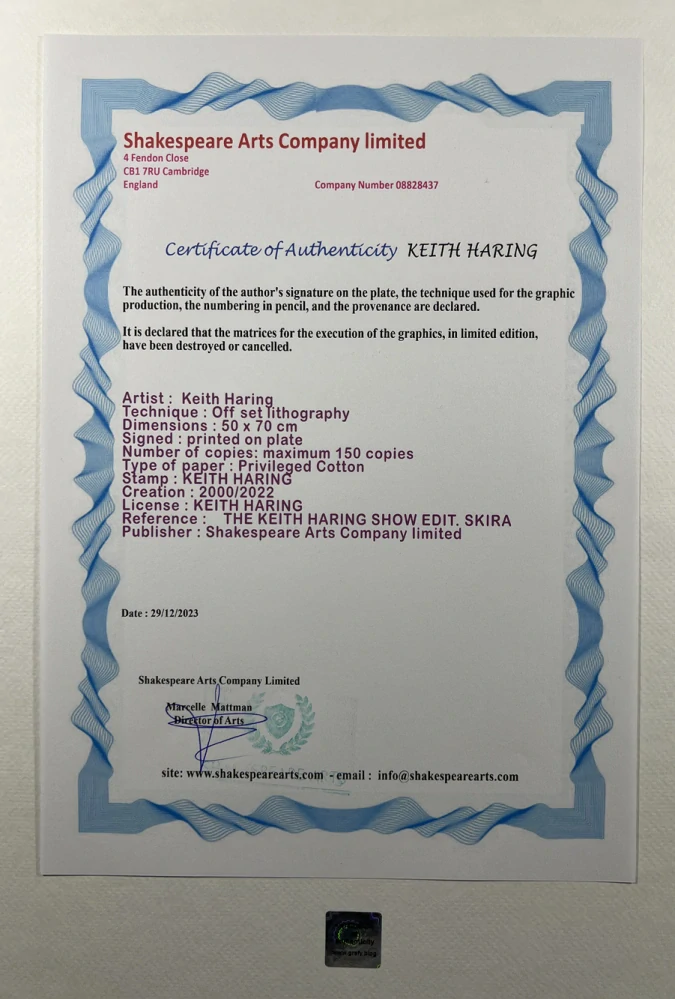 Shakespeare Arts Company limited
4 Fendon Close
CB1 7RU Cambridge
England Company Number 08828437
Certificate of Authenticity KEITH HARING
The authenticity of the author's signature on the plate, the technique used for the graphic
production, the numbering in pencil, and the provenance are declared.
It is declared that the matrices for the execution of the graphics, in limited edition,
have been destroyed or cancelled.
Artist : Keith Haring
Technique : Off set lithography
Dimensions : 50 x 70 cm
Signed : printed on plate
Number of copies: maximum 150 copies
Type of paper : Privileged Cotton
Stamp : KEITH HARING
Creation : 2000/2022
License : KEITH HARING
Reference : THE KEITH HARING SHOW EDIT. SKIRA
Publisher : Shakespeare Arts Company limited
Date : 29/12/2023
Shakespeare Arts Company Limited
Marcelle Mattman
Director of Arts
site: www.shakespearearts.com - email : info@shakespearearts.com